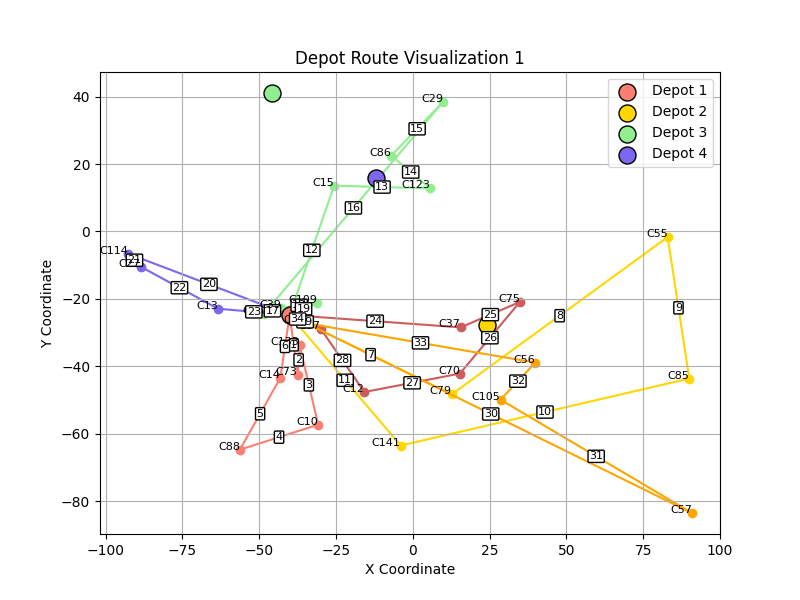 Depot Route Visualization 1
Depot 1
Depot 2
Depot 3
Depot 4
Y Coordinate
40
20
0
−20
−40
−60
−80
−100
−75
−50
−25
0
25
50
75
100
X Coordinate
C29
15
C86
14
C15
13
C123
16
12
C55
C114
21
20
22
C13
23
17
C39
C109
19
24
C37
C75
25
26
8
9
34
33
7
28
C56
32
C70
27
C12
C79
C105
30
10
C85
31
C57
11
C141
6
2
C14
C73
3
5
C10
4
C88